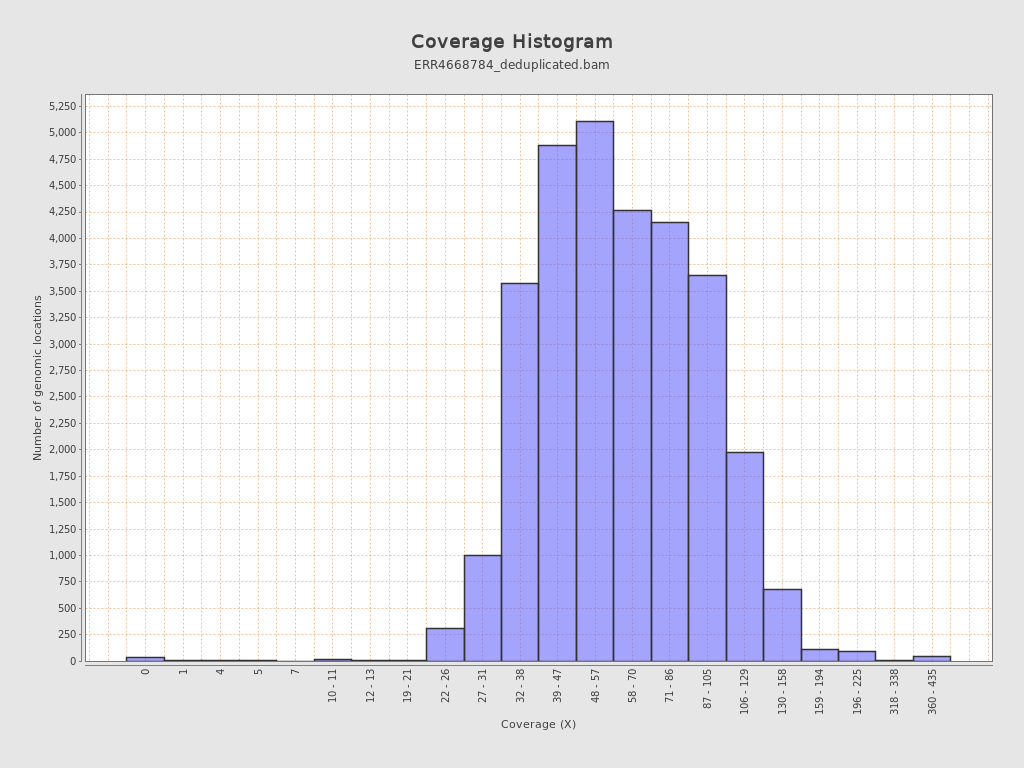 Coverage Histogram
ERR4668784_deduplicated.bam
Number of genomic locations
5,250
5,000
4,750
4,500
4,250
4,000
3,750
3,500
3,250
3,000
2,750
2,500
2,250
2,000
1,750
1,500
1,250
1,000
750
500
250
0
0
1
4
5
7
10 - 11
12 - 13
19 - 21
22 - 26
27 - 31
32 - 38
39 - 47
48 - 57
58 - 70
71 - 86
87 - 105
106 - 129
130 - 158
159 - 194
196 - 225
318 - 338
360 - 435
Coverage (X)